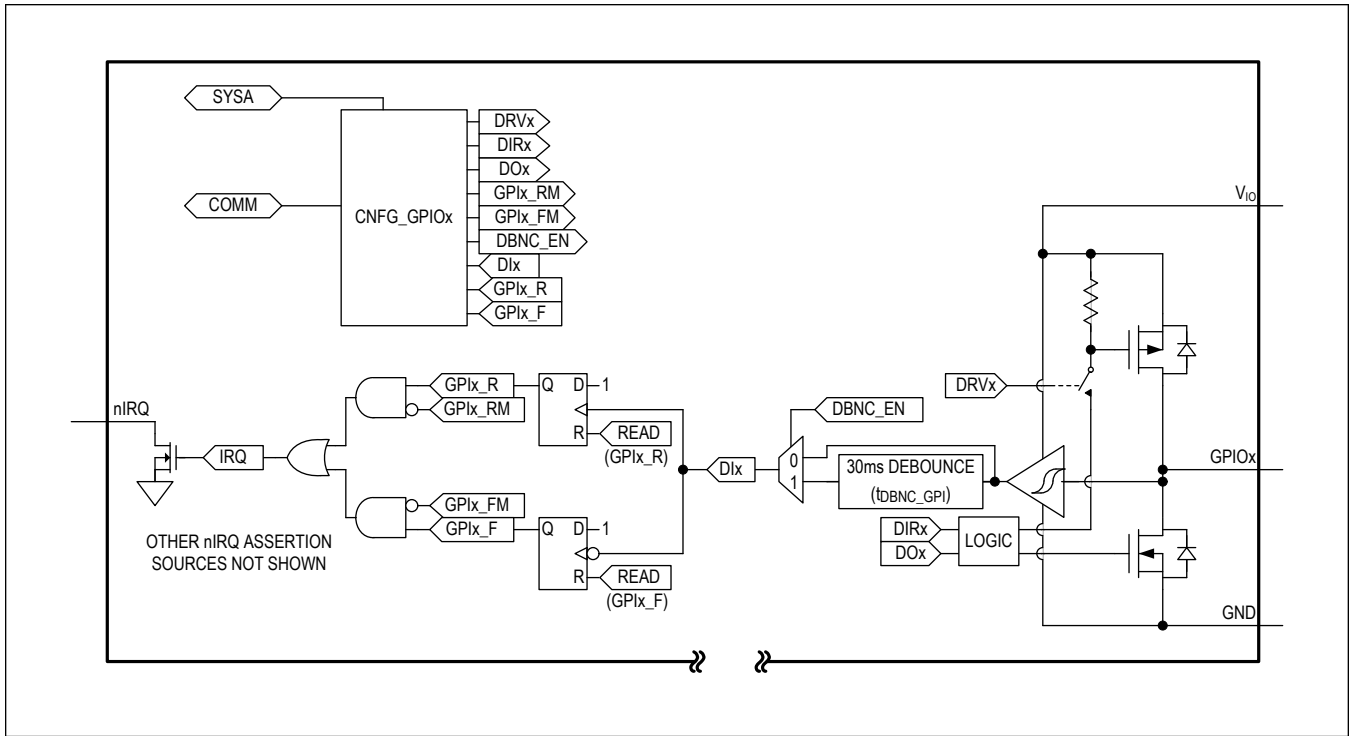 SYSA
COMM
CNFG_GPIOx
DRVx
DIRx
DOx
GPIx_RM
GPIx_FM
DBNC_EN
DIx
GPIx_R
GPIx_F
VIO
nIRQ
IRQ
GPIx_R
GPIx_RM
Q D 1
R READ
(GPIx_R)
GPIx_FM
GPIx_F
Q D 1
R READ
(GPIx_F)
OTHER nIRQ ASSERTION
SOURCES NOT SHOWN
DIx
DBNC_EN
0
1
30ms DEBOUNCE
(tDBNC_GPI)
DRVx
DIRx
DOx
LOGIC
GPIOx
GND